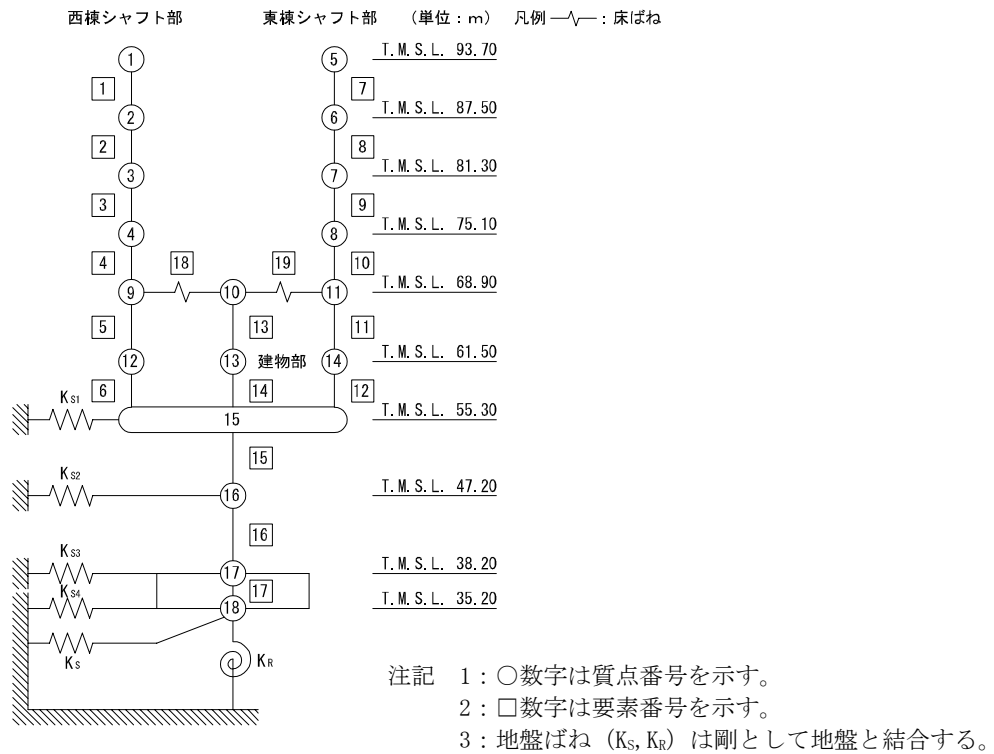 西棟シャフト部 東棟シャフト部 (単位：m) 凡例 ：床ばね
① ⑤ T.M.S.L. 93.70
1 7
② ⑥ T.M.S.L. 87.50
2 8
③ ⑦ T.M.S.L. 81.30
3 9
④ ⑧ T.M.S.L. 75.10
4 18 19 10
⑨ ⑩ ⑪ T.M.S.L. 68.90
5 13 11
⑫ ⑬ 建物部 ⑭ T.M.S.L. 61.50
6 14 12
KS1 15 T.M.S.L. 55.30
15
KS2 ⑯ T.M.S.L. 47.20
16
KS3 ⑰ T.M.S.L. 38.20
17
KS4 ⑱ T.M.S.L. 35.20
KS KR
注記 1：○数字は質点番号を示す。
2：□数字は要素番号を示す。
3：地盤ばね（KS,KR）は剛として地盤と結合する。